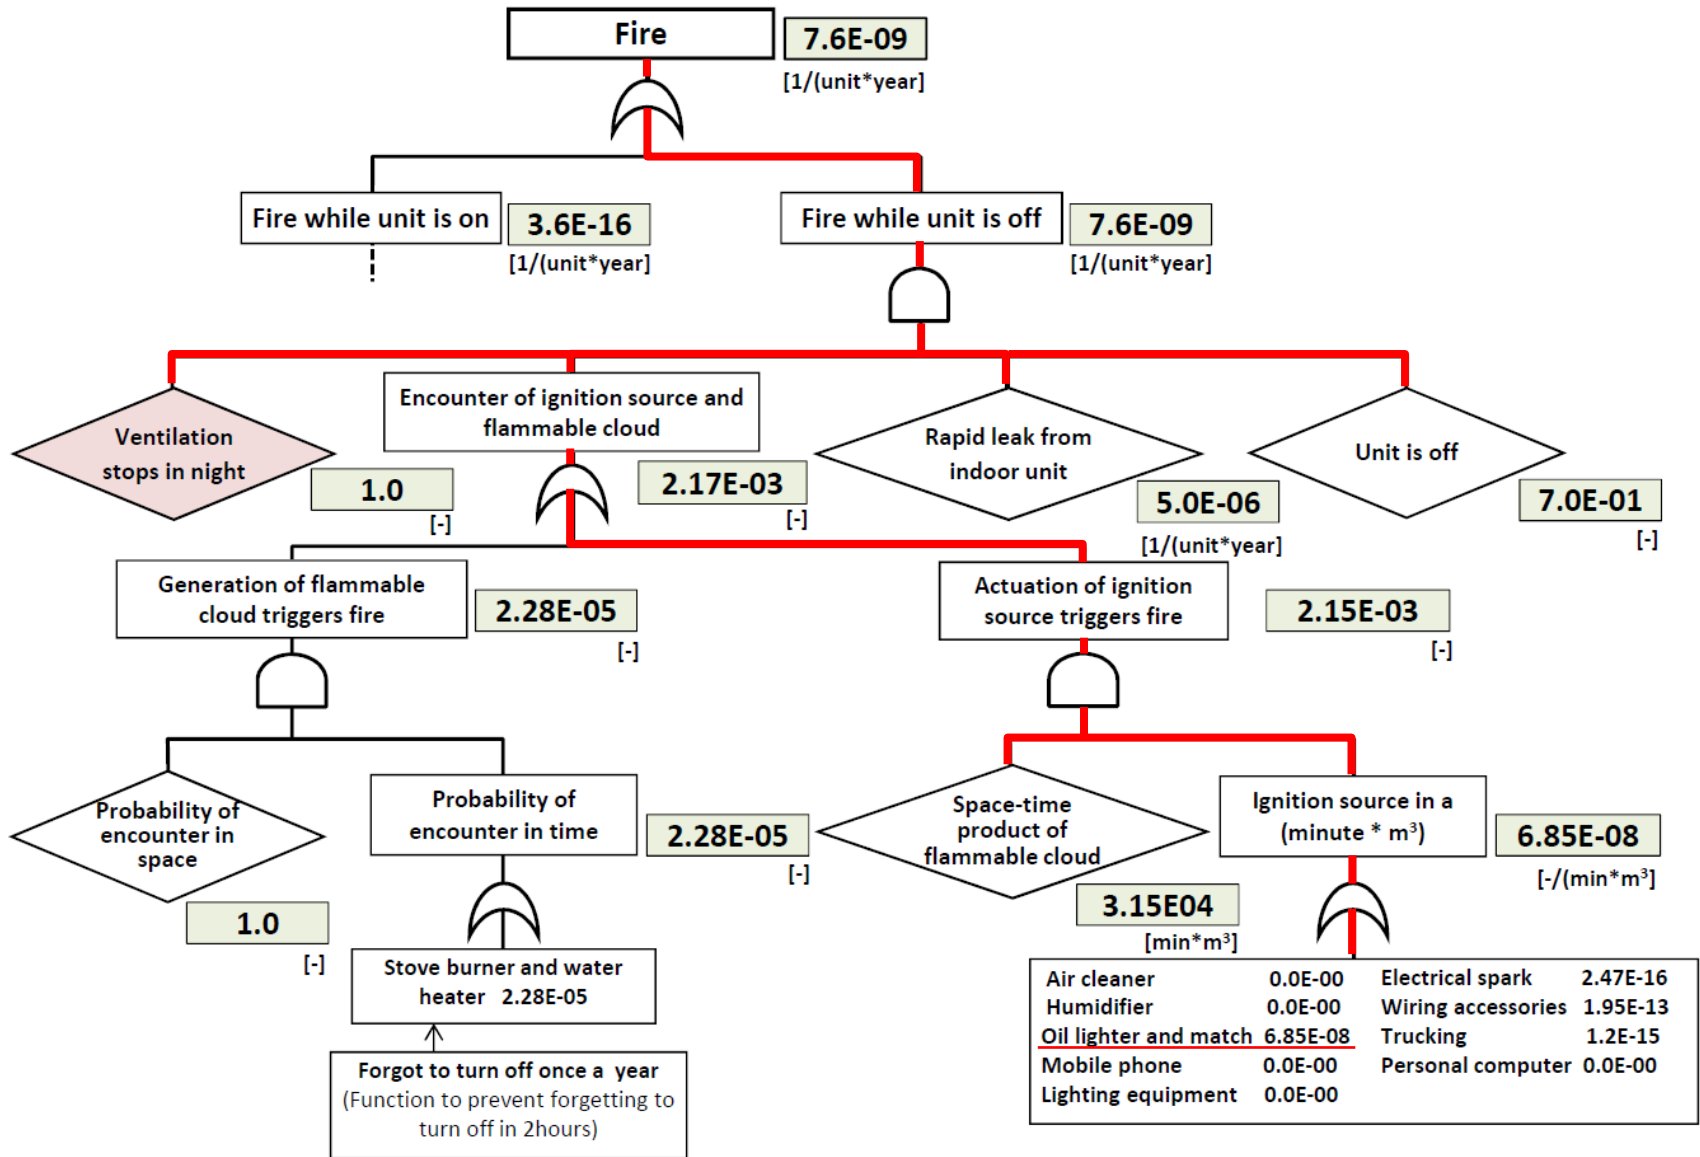 Fire
7.6E-09
[1/(unit*year]
Fire while unit is on
3.6E-16
[1/(unit*year]
Fire while unit is off
7.6E-09
[1/(unit*year]
Ventilation
stops in night
1.0
[-]
Encounter of ignition source and
flammable cloud
2.17E-03
[-]
Rapid leak from
indoor unit
5.0E-06
[1/(unit*year]
Unit is off
7.0E-01
[-]
Generation of flammable
cloud triggers fire
2.28E-05
[-]
Actuation of ignition
source triggers fire
2.15E-03
[-]
Probability of
encounter in
space
1.0
[-]
Probability of
encounter in time
2.28E-05
[-]
Space-time
product of
flammable cloud
3.15E04
[min*m³]
Ignition source in a
(minute * m³)
6.85E-08
[-/(min*m³]
Stove burner and water
heater 2.28E-05
Forgot to turn off once a year
(Function to prevent forgetting to
turn off in 2hours)
Air cleaner 0.0E-00
Humidifier 0.0E-00
Oil lighter and match 6.85E-08
Mobile phone 0.0E-00
Lighting equipment 0.0E-00
Electrical spark 2.47E-16
Wiring accessories 1.95E-13
Trucking 1.2E-15
Personal computer 0.0E-00